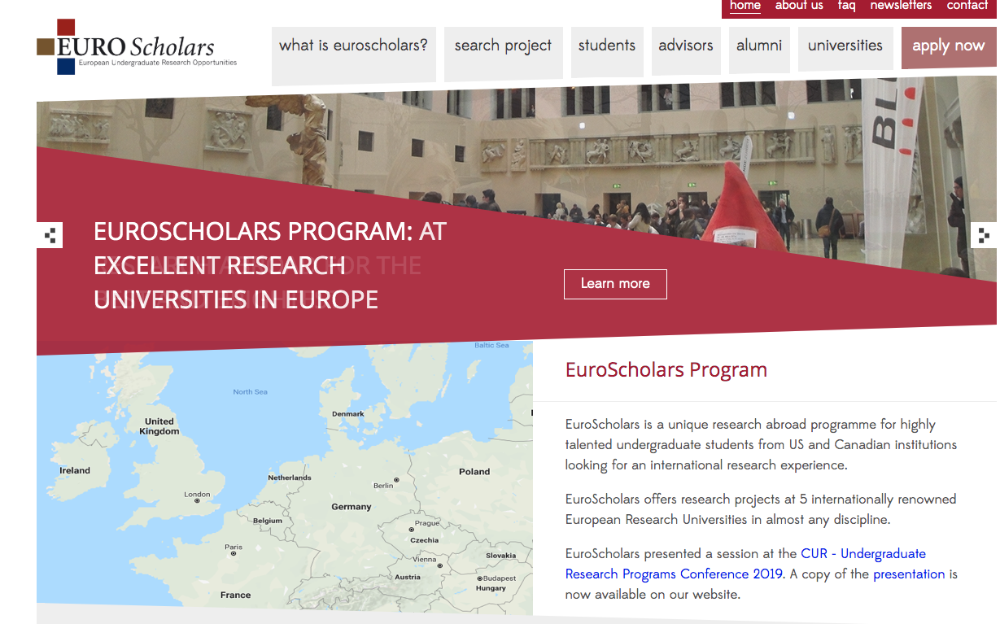 home about us faq newsletters contact
EURO Scholars
European Undergraduate Research Opportunities
what is euroscholars? search project students advisors alumni universities apply now
EUROSCHOLARS PROGRAM: AT
EXCELLENT RESEARCH
UNIVERSITIES IN EUROPE
Learn more
Baltic Sea
North Sea
Denmark
United
Kingdom
Ireland
Netherlands
Poland
Berlin
London
Germany
Belgium
Prague
Czechia
Paris
Slovakia
Vienna
Austria
Budapest
Hungary
France
EuroScholars Program
EuroScholars is a unique research abroad programme for highly
talented undergraduate students from US and Canadian institutions
looking for an international research experience.
EuroScholars offers research projects at 5 internationally renowned
European Research Universities in almost any discipline.
EuroScholars presented a session at the CUR - Undergraduate
Research Programs Conference 2019. A copy of the presentation is
now available on our website.